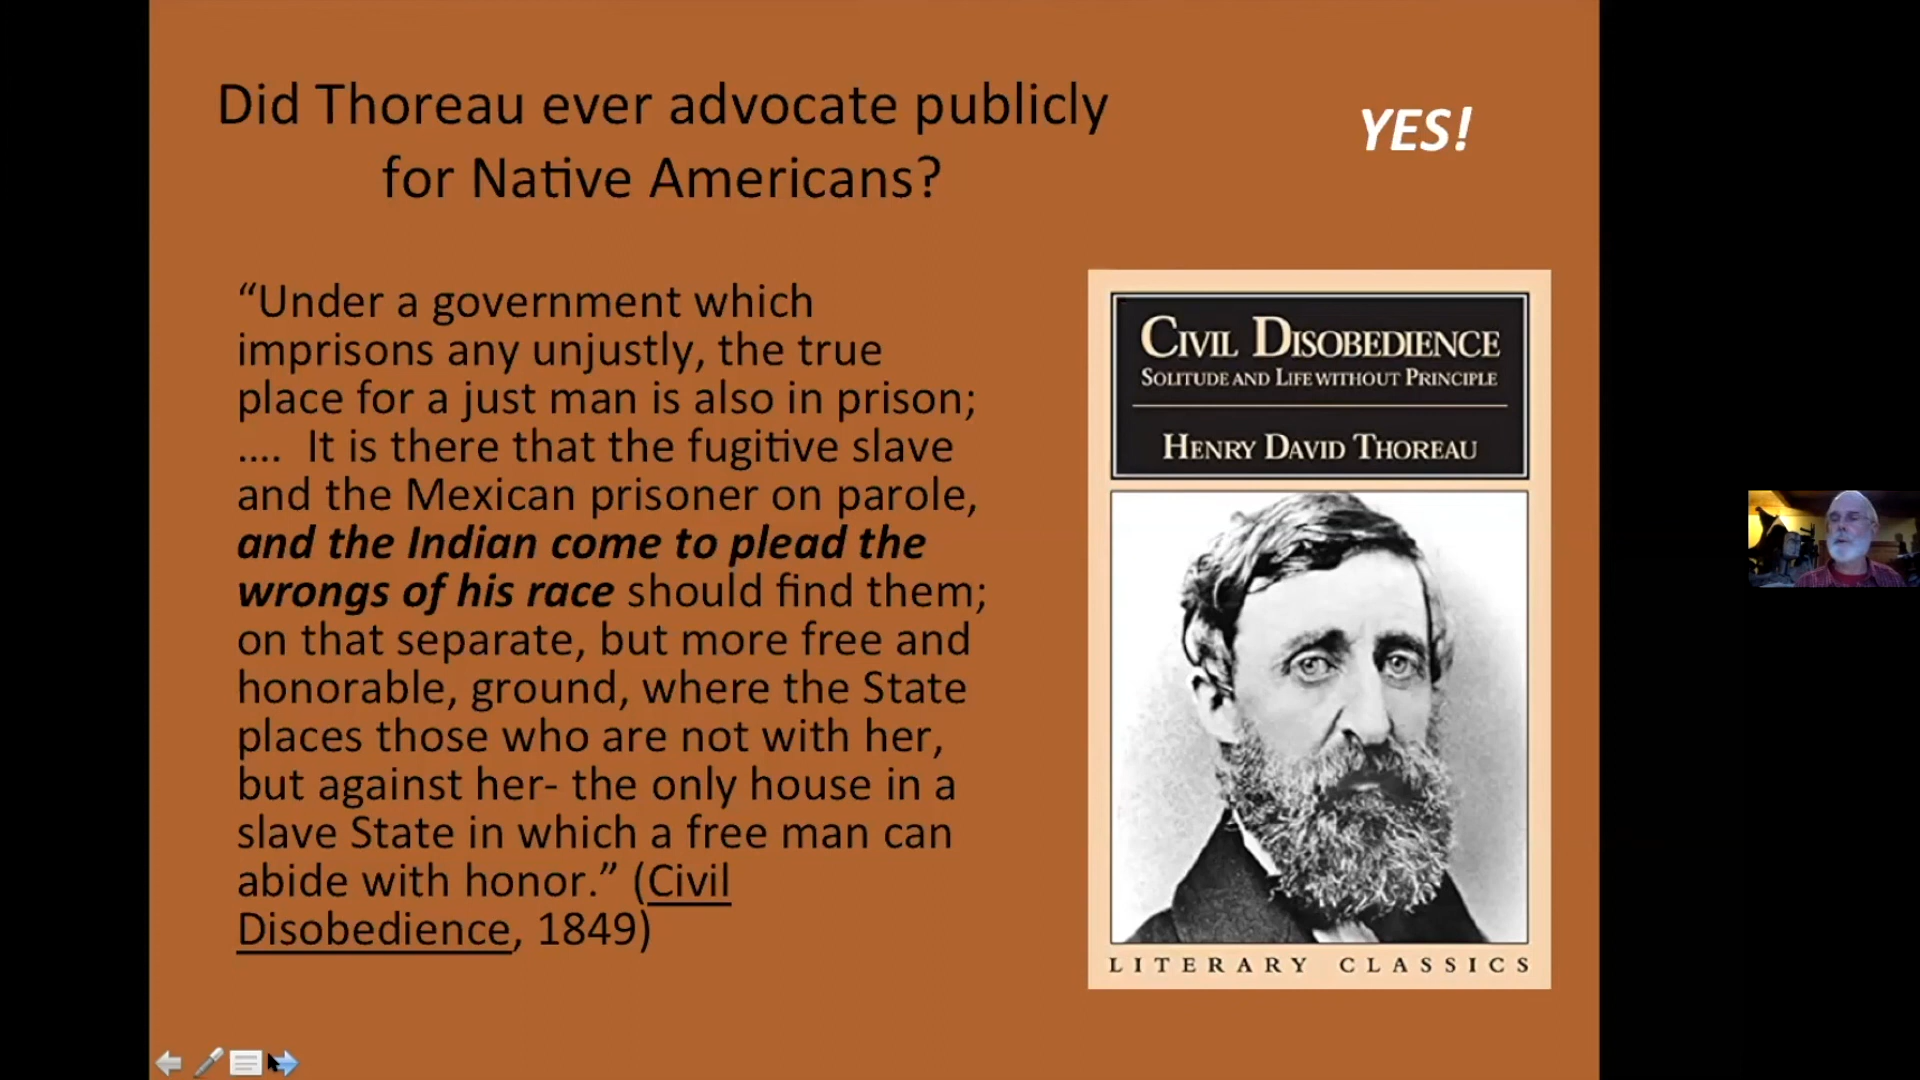 Did Thoreau ever advocate publicly
for Native Americans?
YES!
“Under a government which
imprisons any unjustly, the true
place for a just man is also in prison;
.... It is there that the fugitive slave
and the Mexican prisoner on parole,
and the Indian come to plead the
wrongs of his race should find them;
on that separate, but more free and
honorable, ground, where the State
places those who are not with her,
but against her- the only house in a
slave State in which a free man can
abide with honor.” (Civil
Disobedience, 1849)
CIVIL DISOBEDIENCE
SOLITUDE AND LIFE WITHOUT PRINCIPLE
HENRY DAVID THOREAU
LITERARY CLASSICS